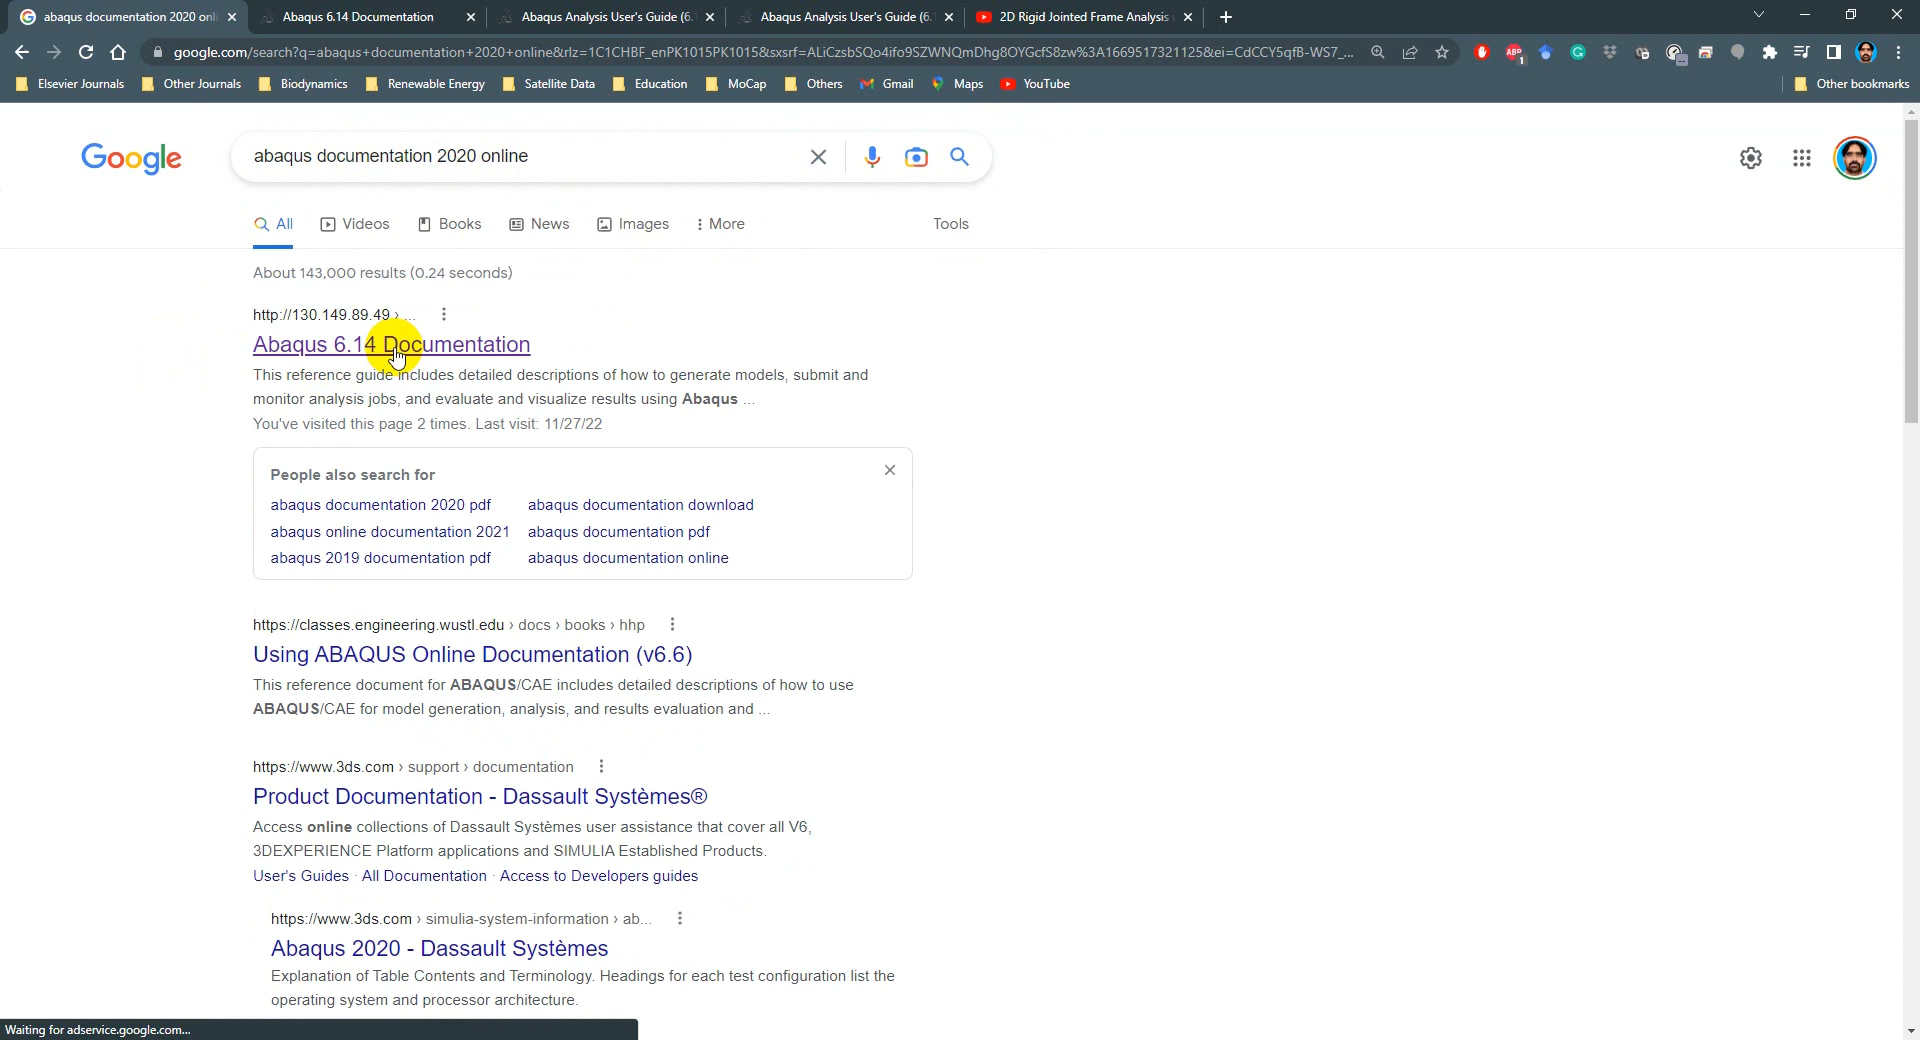 abaqus documentation 2020 onli
Abaqus 6.14 Documentation
Abaqus Analysis User's Guide (6.
Abaqus Analysis User's Guide (6.
2D Rigid Jointed Frame Analysis
google.com/search?q=abaqus+documentation+2020+online&rlz=1C1CHBF_enPK1015PK1015&sxsrf=ALiCzsbSQo4ifo9SZWNQmDhg8OYGcfS8zw%3A1669517321125&ei=CdCCY5qfB-WS7_...
Elsevier Journals
Other Journals
Biodynamics
Renewable Energy
Satellite Data
Education
MoCap
Others
Gmail
Maps
YouTube
Other bookmarks
Google
abaqus documentation 2020 online
All
Videos
Books
News
Images
More
Tools
About 143,000 results (0.24 seconds)
http://130.149.89.49 › ...
Abaqus 6.14 Documentation
This reference guide includes detailed descriptions of how to generate models, submit and
monitor analysis jobs, and evaluate and visualize results using Abaqus ...
You've visited this page 2 times. Last visit: 11/27/22
People also search for
abaqus documentation 2020 pdf
abaqus documentation download
abaqus online documentation 2021
abaqus documentation pdf
abaqus 2019 documentation pdf
abaqus documentation online
https://classes.engineering.wustl.edu › docs › books › hhp
Using ABAQUS Online Documentation (v6.6)
This reference document for ABAQUS/CAE includes detailed descriptions of how to use
ABAQUS/CAE for model generation, analysis, and results evaluation and ...
https://www.3ds.com › support › documentation
Product Documentation - Dassault Systèmes®
Access online collections of Dassault Systèmes user assistance that cover all V6,
3DEXPERIENCE Platform applications and SIMULIA Established Products.
User's Guides · All Documentation · Access to Developers guides
https://www.3ds.com › simulia-system-information › ab...
Abaqus 2020 - Dassault Systèmes
Explanation of Table Contents and Terminology. Headings for each test configuration list the
operating system and processor architecture.
Waiting for adservice.google.com...